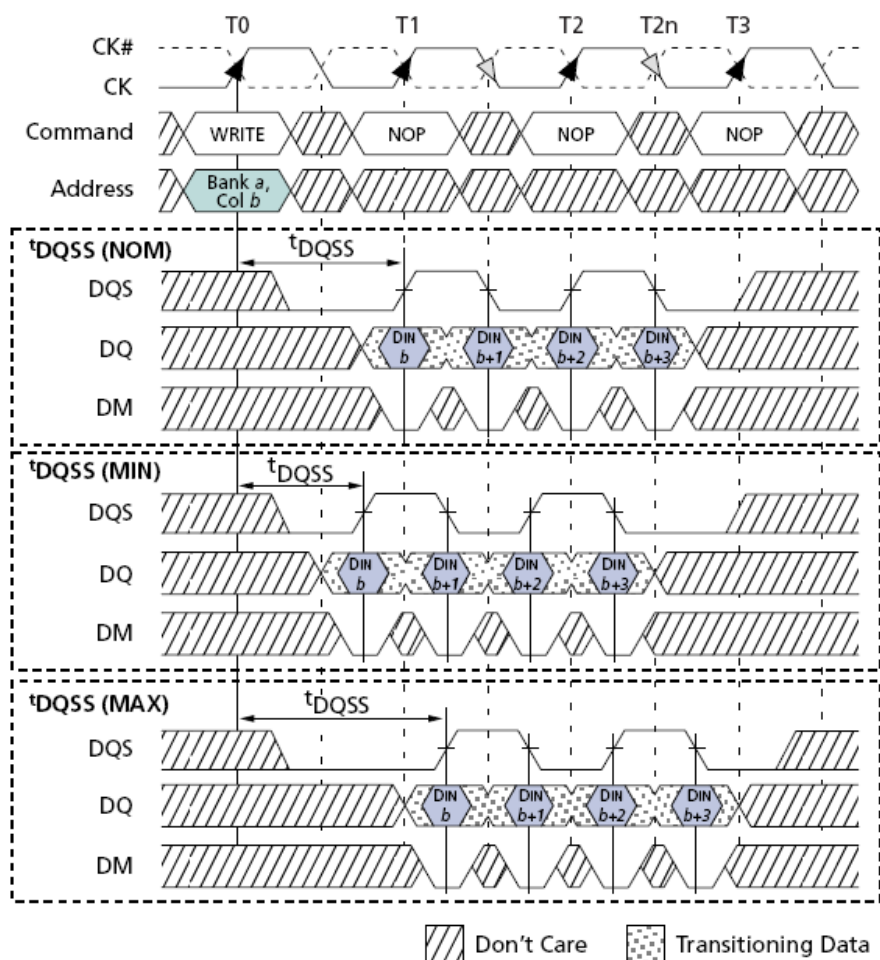 T0 T1 T2 T2n T3
CK#
CK
Command WRITE NOP NOP NOP
Address Bank a,
Col b
tDQSS (NOM) tDQSS
DQS
DQ DIN b DIN b+1 DIN b+2 DIN b+3
DM
tDQSS (MIN) tDQSS
DQS
DQ DIN b DIN b+1 DIN b+2 DIN b+3
DM
tDQSS (MAX) tDQSS
DQS
DQ DIN b DIN b+1 DIN b+2 DIN b+3
DM
Don't Care Transitioning Data